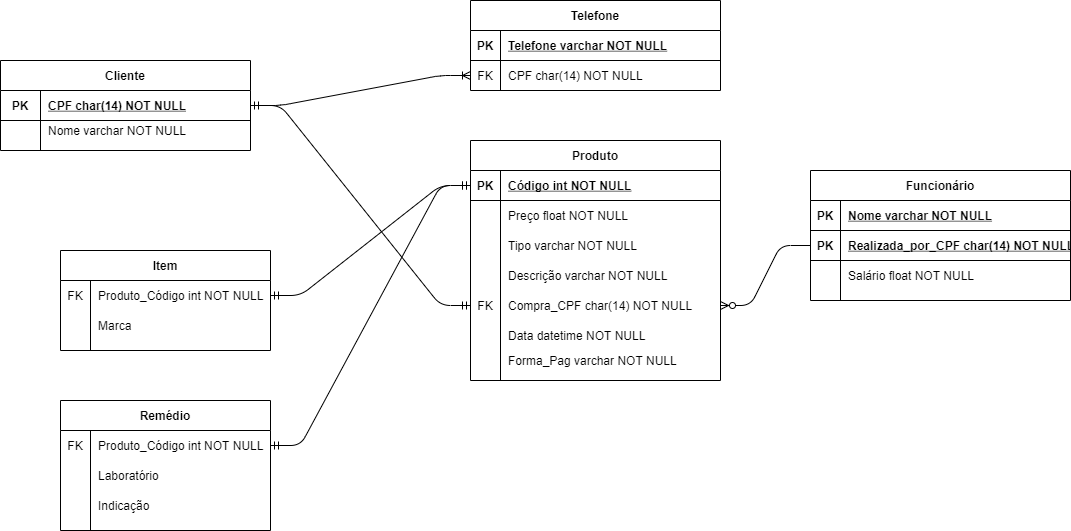 Telefone
PK Telefone varchar NOT NULL
FK CPF char(14) NOT NULL
Cliente
PK CPF char(14) NOT NULL
Nome varchar NOT NULL
Produto
PK Código int NOT NULL
Preço float NOT NULL
Tipo varchar NOT NULL
Descrição varchar NOT NULL
FK Compra_CPF char(14) NOT NULL
Data datetime NOT NULL
Forma_Pag varchar NOT NULL
Funcionário
PK Nome varchar NOT NULL
PK Realizada_por_CPF char(14) NOT NULL
Salário float NOT NULL
Item
FK Produto_Código int NOT NULL
Marca
Remédio
FK Produto_Código int NOT NULL
Laboratório
Indicação